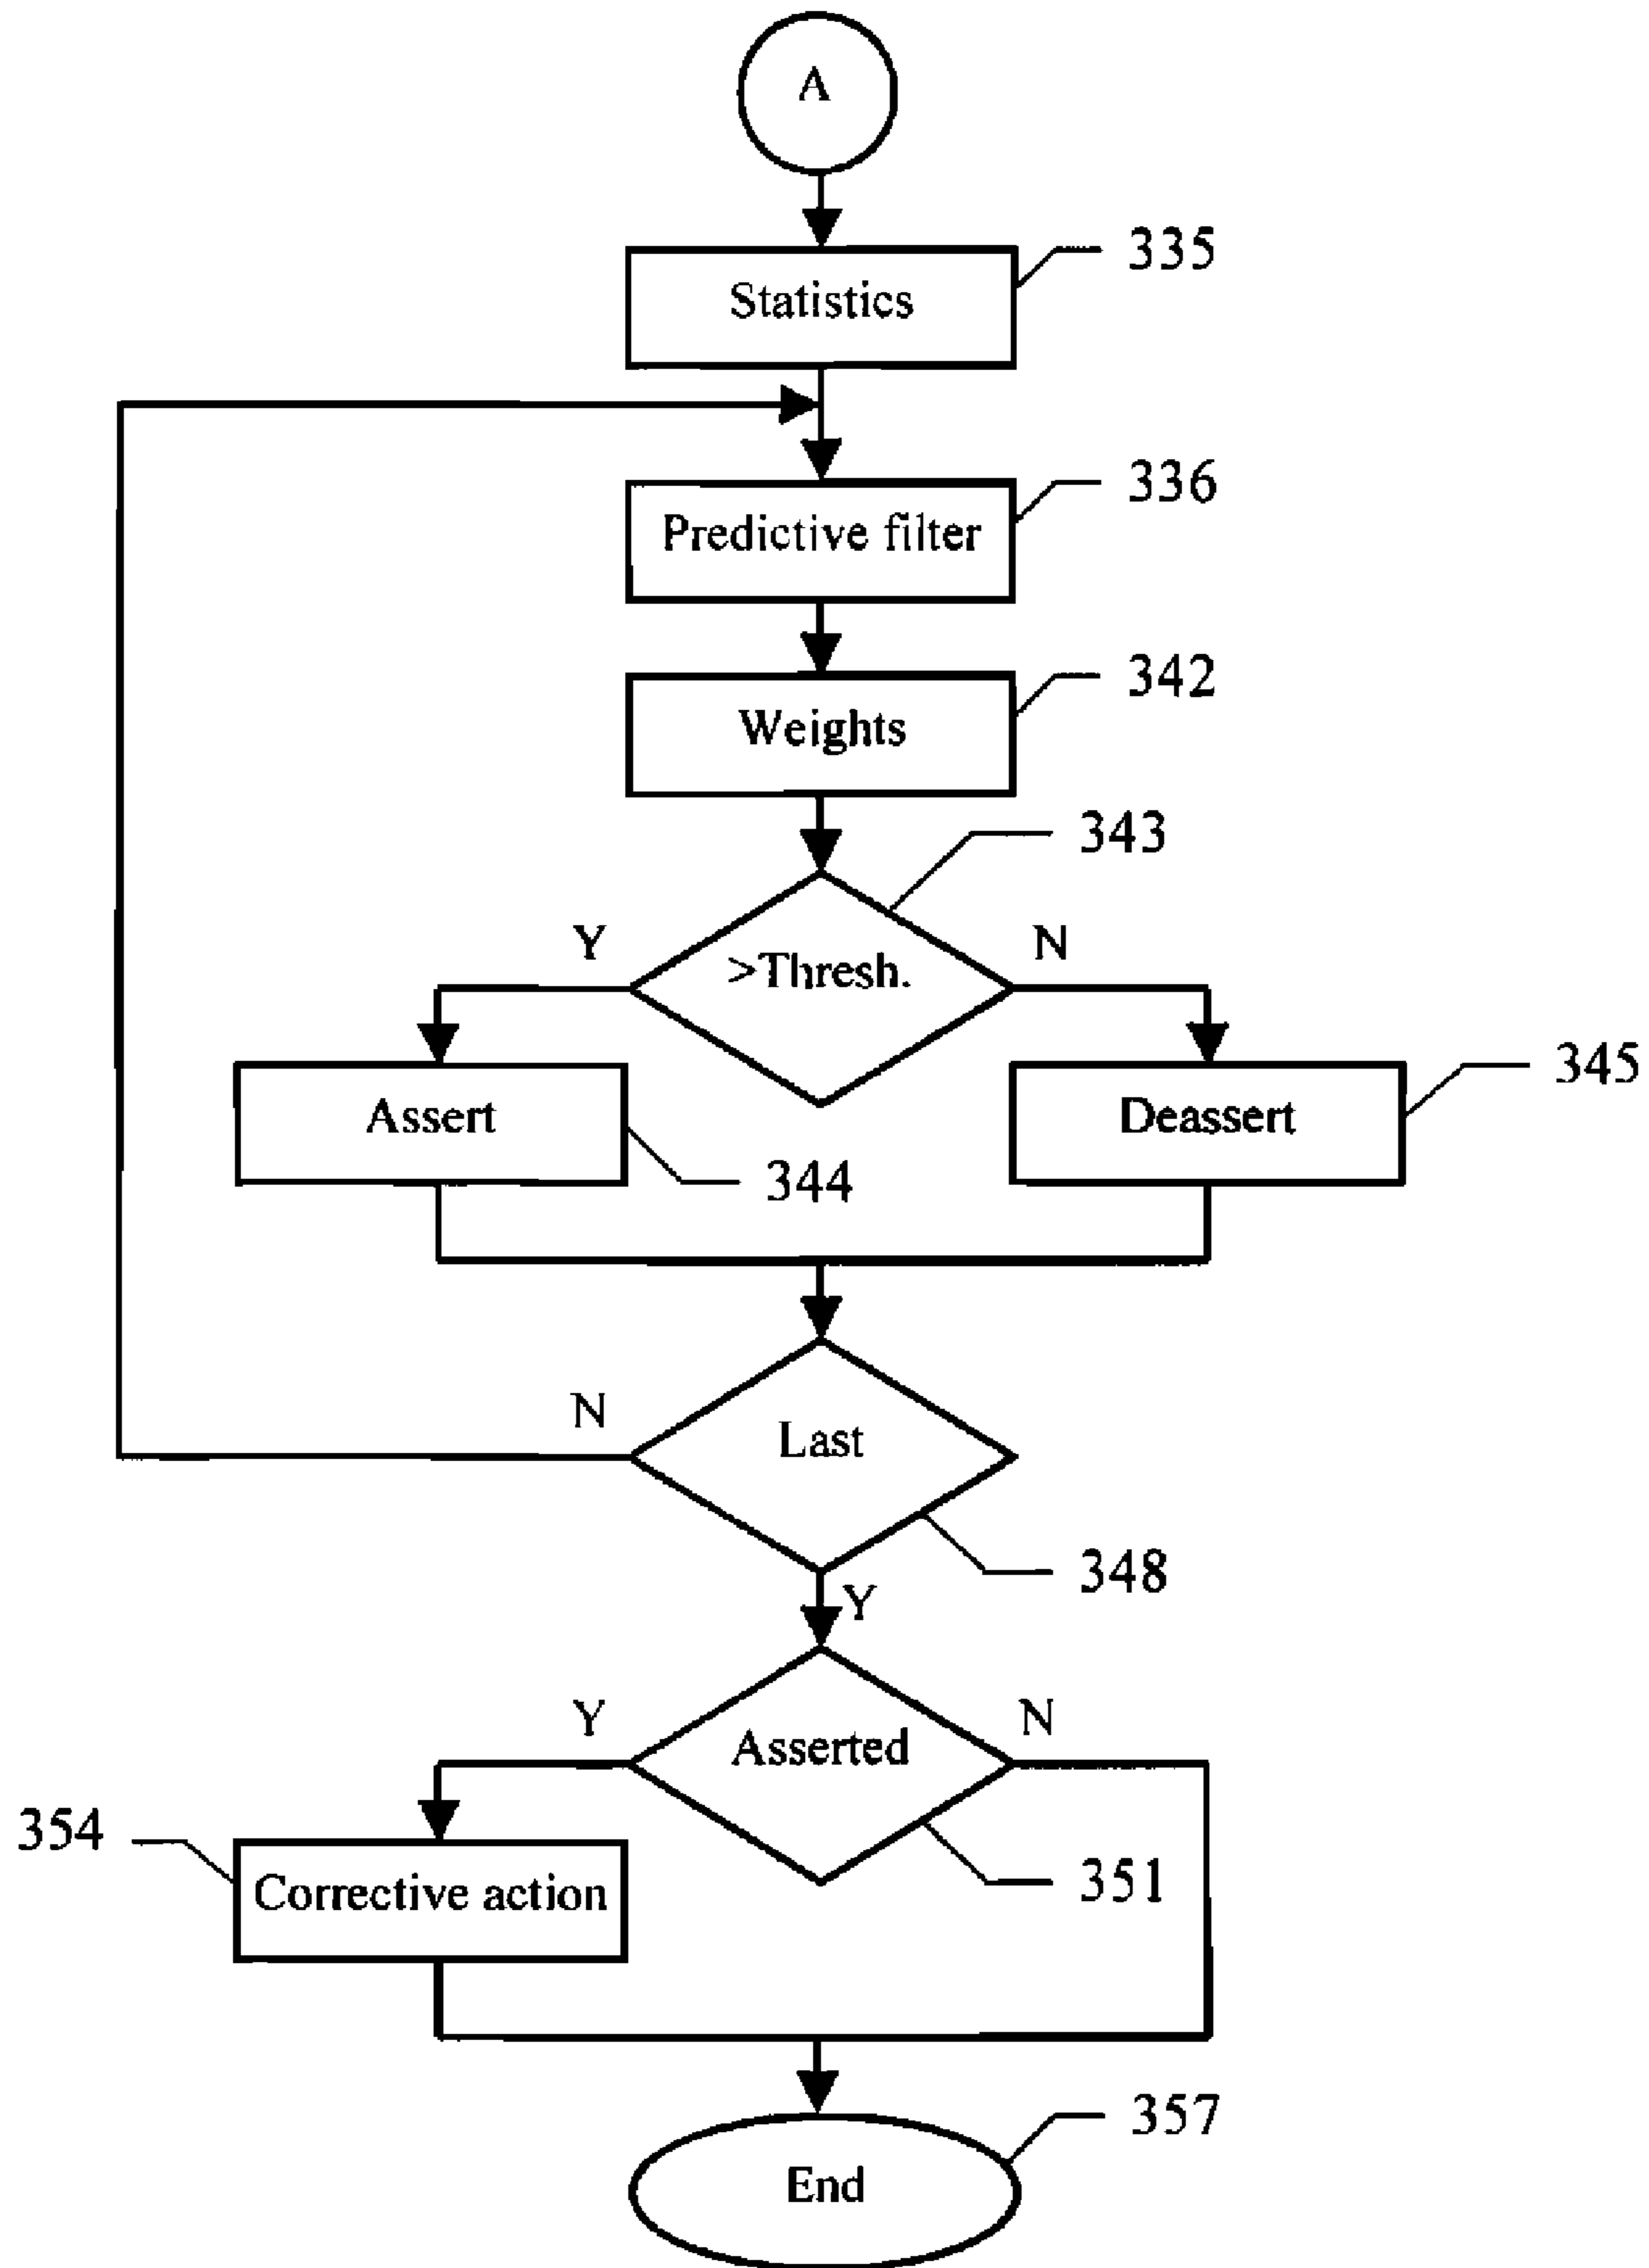 A
335
Statistics
336
Predictive filter
342
Weights
343
Y
>Thresh.
N
Assert
344
Deassert
345
N
Last
348
Y
Y
Asserted
N
351
354
Corrective action
357
End